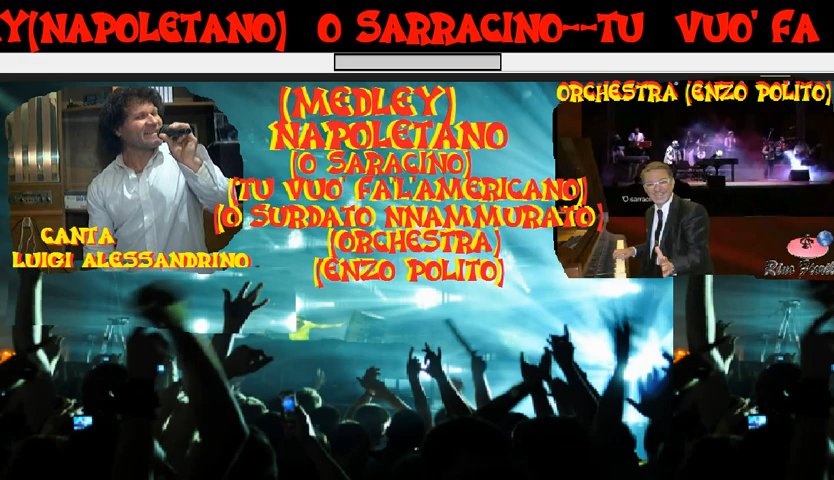 Y(NAPOLETANO) O SARRACINO--TU VUO' FA
(MEDLEY)
NAPOLETANO
(O SARACINO)
(TU VUO' FA'L'AMERICANO)
(O SURDATO NNAMMURATO)
(ORCHESTRA)
(ENZO POLITO)
CANTA
LUIGI ALESSANDRINO
ORCHESTRA (ENZO POLITO)